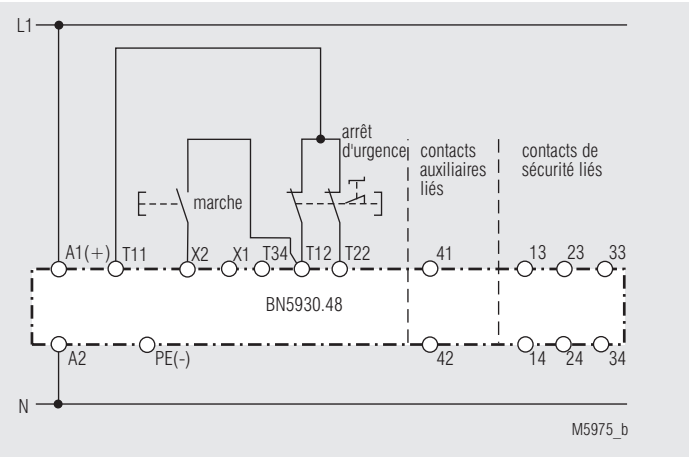 L1
arrêt
d'urgence
contacts
auxiliaires
liés
contacts de
sécurité liés
marche
A1(+) T11 X2 X1 T34 T12 T22 41 13 23 33
BN5930.48
A2 PE(-) 42 14 24 34
N
M5975_b